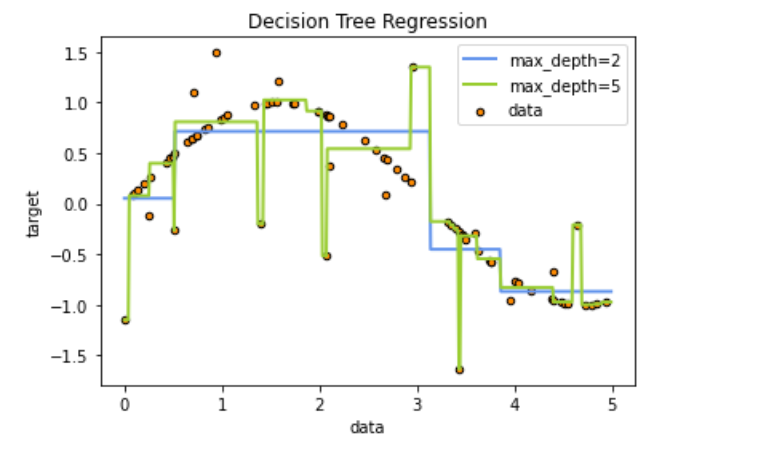 Decision Tree Regression
max_depth=2
max_depth=5
data
1.5
1.0
0.5
0.0
−0.5
−1.0
−1.5
target
0 1 2 3 4 5
data